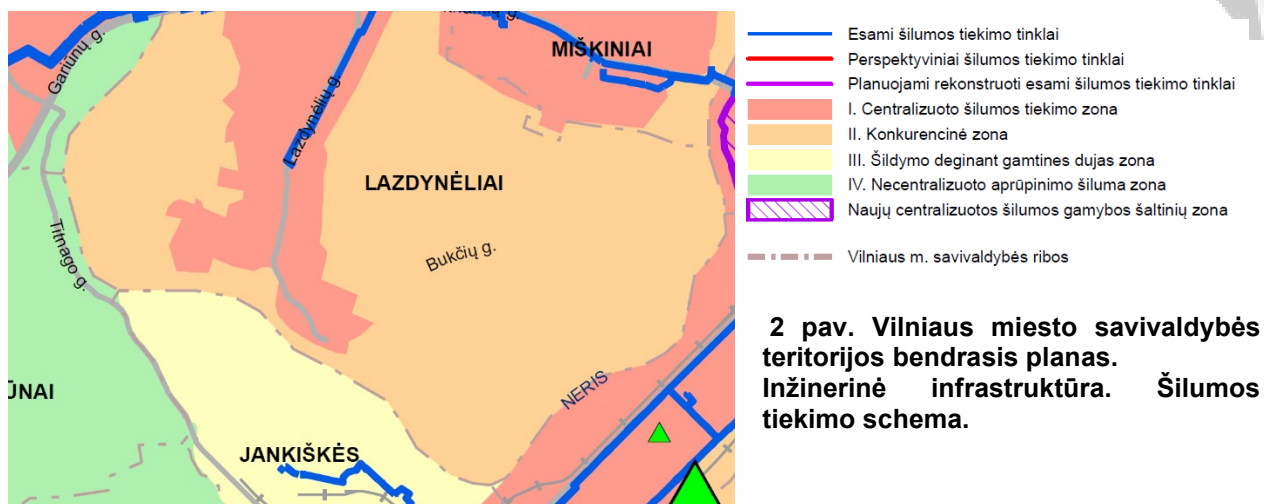 Gariūnų g.
Lazdynėlių g.
MIŠKINIAI
LAZDYNĖLIAI
Bukčių g.
Titnago g.
NERIS
JANKIŠKĖS
Esami šilumos tiekimo tinklai
Perspektyviniai šilumos tiekimo tinklai
Planuojami rekonstruoti esami šilumos tiekimo tinklai
I. Centralizuoto šilumos tiekimo zona
II. Konkurencinė zona
III. Šildymo deginant gamtines dujas zona
IV. Necentralizuoto aprūpinimo šiluma zona
Naujų centralizuotos šilumos gamybos šaltinių zona
Vilniaus m. savivaldybės ribos
2 pav. Vilniaus miesto savivaldybės
teritorijos bendrasis planas.
Inžinerinė infrastruktūra. Šilumos
tiekimo schema.